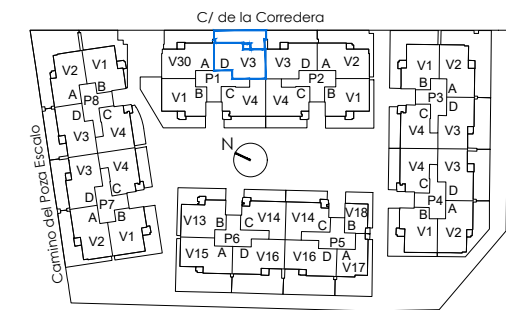 C/ de la Corredera
V30 A D V3 V3 D A V2
P1 P2
V1 B C V4 V4 C B V1
V2 V1
A B
P8
D C
V3 V4
V3 V4
D C
P7
A B
V2 V1
Camino del Poza Escalo
V1 V2
B A
P3
C D
V4 V3
V4 V3
C D
P4
B A
V1 V2
N
V13 B C V14 V14 C V18
B
P6 P5
V15 A D V16 V16 D A V17